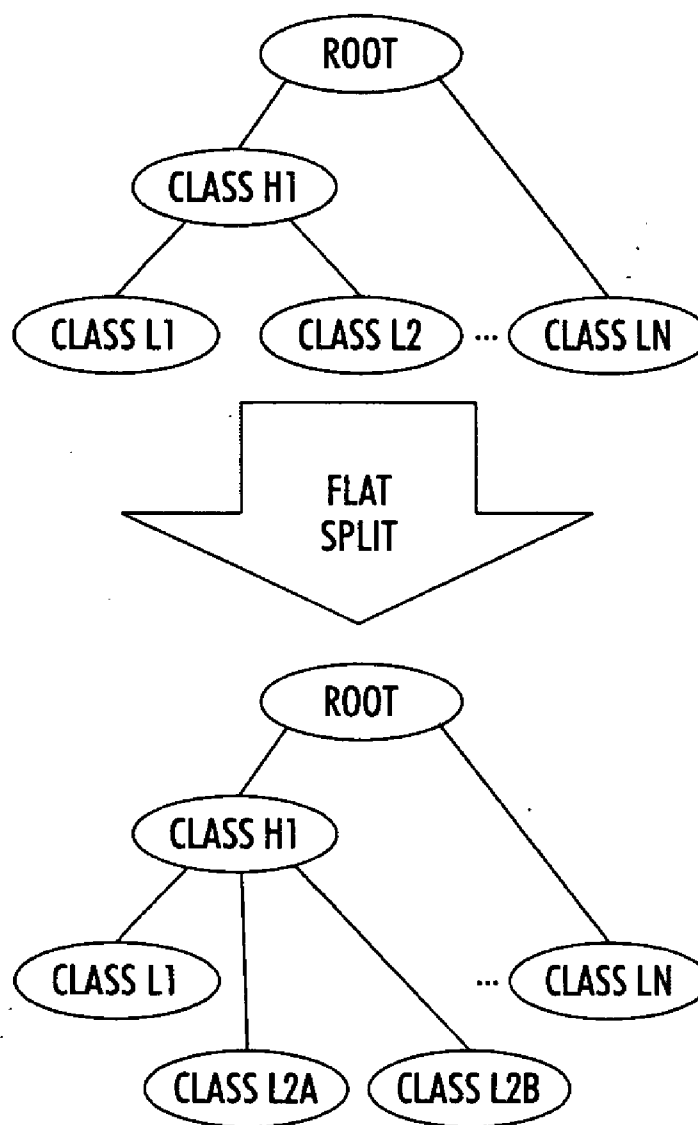 ROOT
CLASS H1
CLASS L1
CLASS L2
...
CLASS LN
FLAT
SPLIT
ROOT
CLASS H1
CLASS L1
...
CLASS LN
CLASS L2A
CLASS L2B